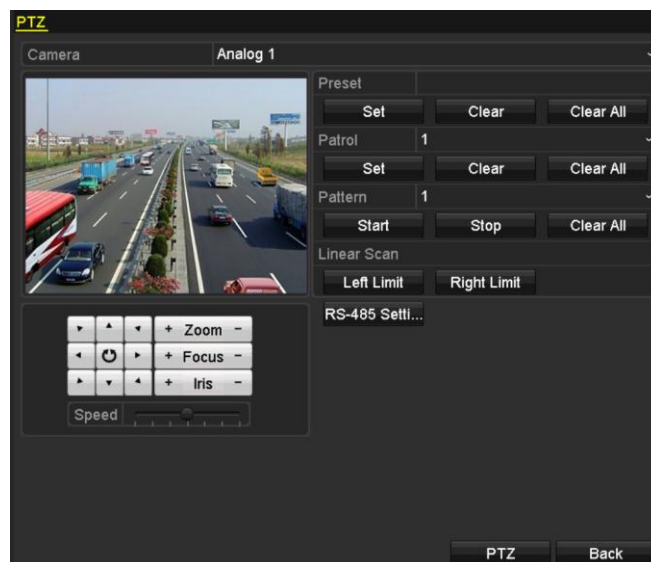 PTZ
Camera Analog 1
Preset
Set Clear Clear All
Patrol 1
Set Clear Clear All
Pattern 1
Start Stop Clear All
Linear Scan
Left Limit Right Limit
RS-485 Setti...
+ Zoom -
+ Focus -
+ Iris -
Speed
PTZ Back